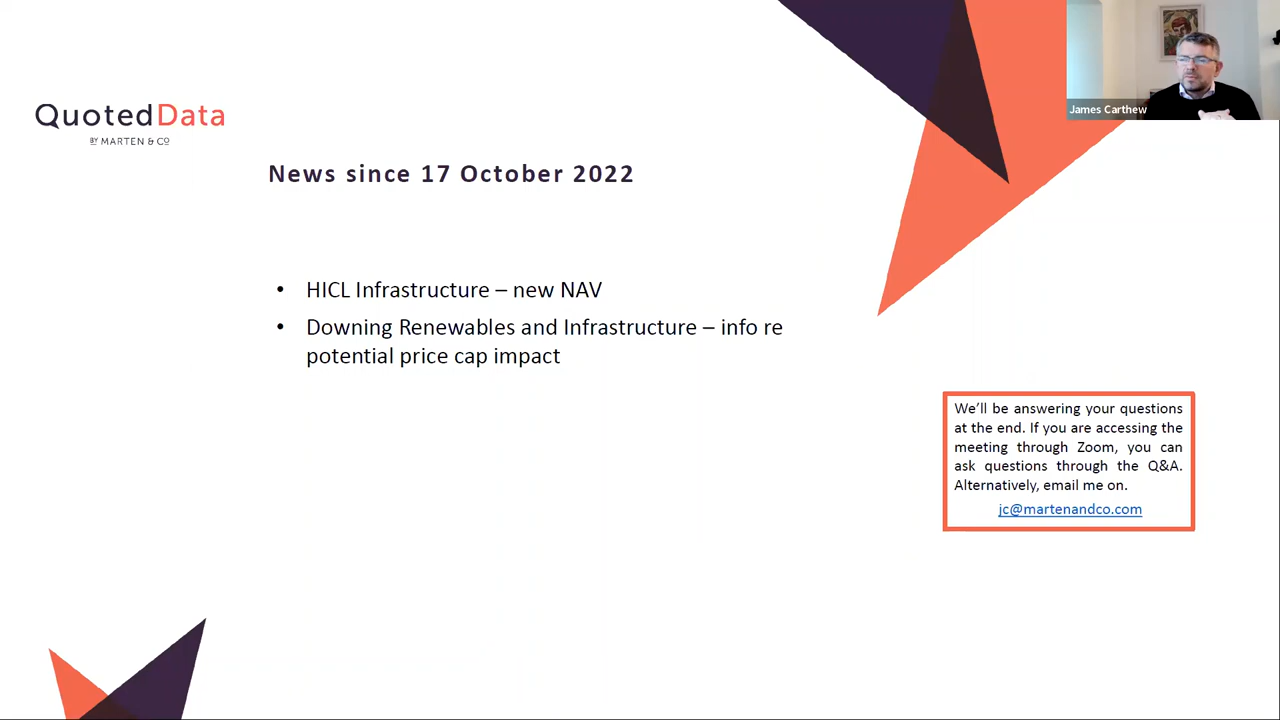 James Carthew
QuotedData
BY MARTEN & CO
News since 17 October 2022
• HICL Infrastructure – new NAV
• Downing Renewables and Infrastructure – info re
potential price cap impact
We’ll be answering your questions
at the end. If you are accessing the
meeting through Zoom, you can
ask questions through the Q&A.
Alternatively, email me on.
jc@martenandco.com